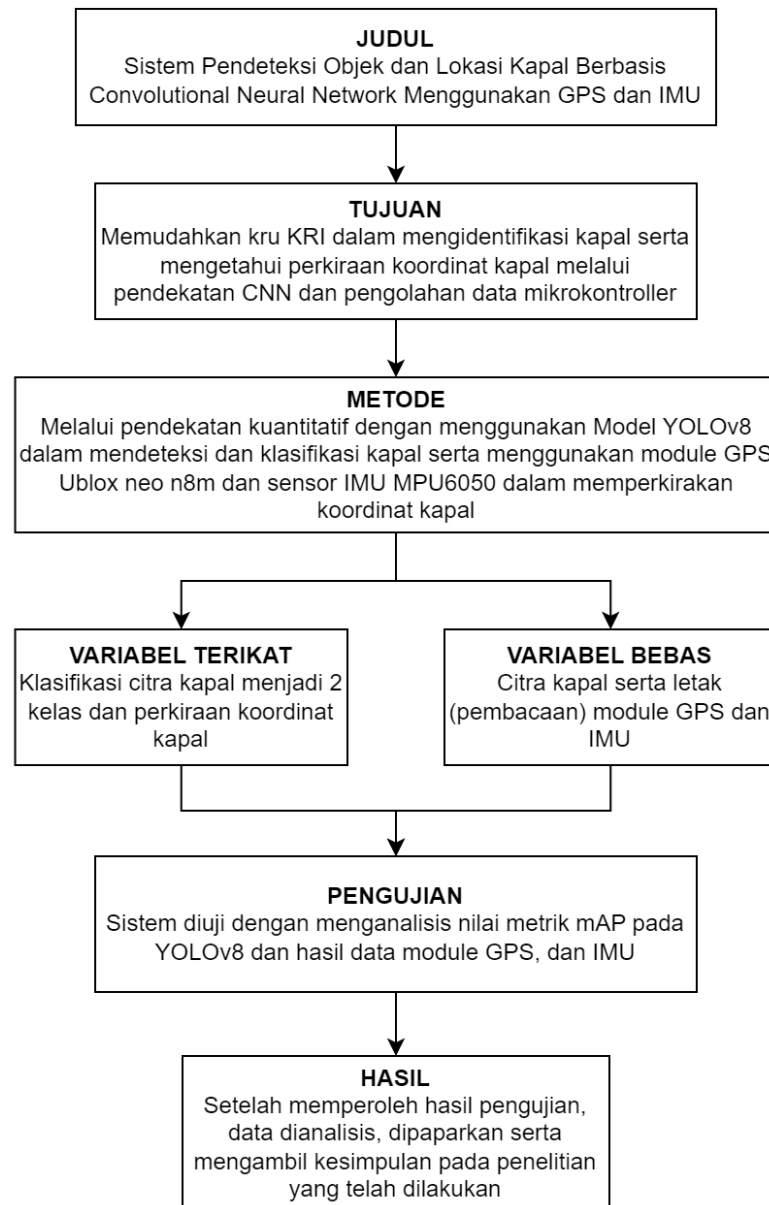 JUDUL
Sistem Pendeteksi Objek dan Lokasi Kapal Berbasis
Convolutional Neural Network Menggunakan GPS dan IMU
TUJUAN
Memudahkan kru KRI dalam mengidentifikasi kapal serta
mengetahui perkiraan koordinat kapal melalui
pendekatan CNN dan pengolahan data mikrokontroller
METODE
Melalui pendekatan kuantitatif dengan menggunakan Model YOLOv8
dalam mendeteksi dan klasifikasi kapal serta menggunakan module GPS
Ublox neo n8m dan sensor IMU MPU6050 dalam memperkirakan
koordinat kapal
VARIABEL TERIKAT
Klasifikasi citra kapal menjadi 2
kelas dan perkiraan koordinat
kapal
VARIABEL BEBAS
Citra kapal serta letak
(pembacaan) module GPS dan
IMU
PENGUJIAN
Sistem diuji dengan menganalisis nilai metrik mAP pada
YOLOv8 dan hasil data module GPS, dan IMU
HASIL
Setelah memperoleh hasil pengujian,
data dianalisis, dipaparkan serta
mengambil kesimpulan pada penelitian
yang telah dilakukan